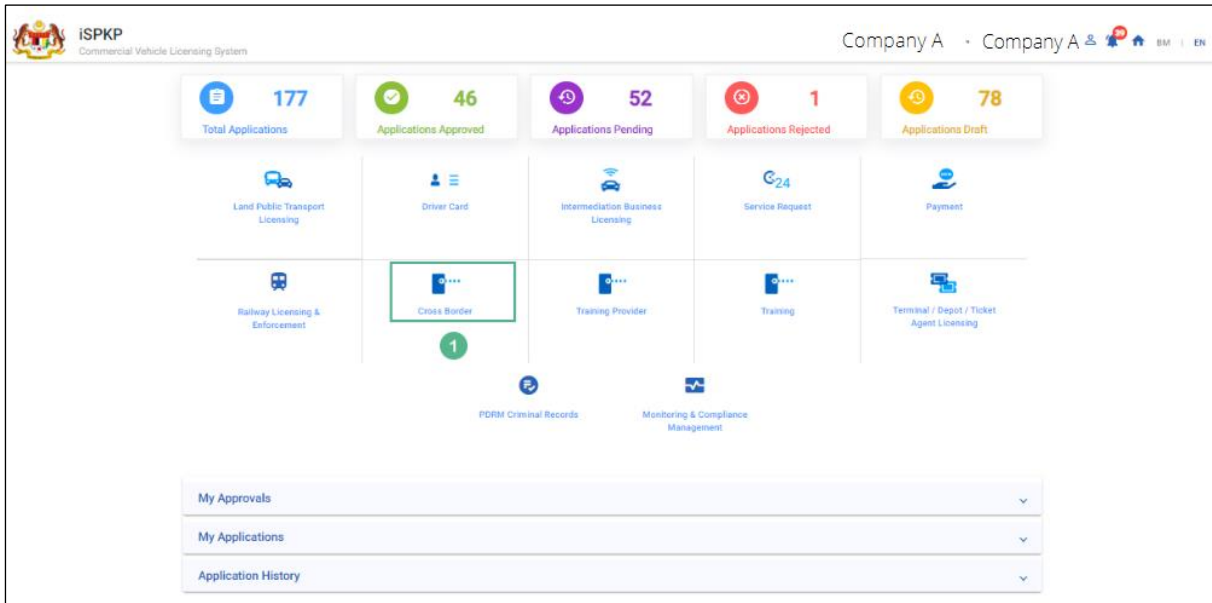 iSPKP
Commercial Vehicle Licensing System
Company A • Company A
BM | EN
177
Total Applications
46
Applications Approved
52
Applications Pending
1
Applications Rejected
78
Applications Draft
Land Public Transport
Licensing
Driver Card
Intermediation Business
Licensing
24
Service Request
Payment
Railway Licensing &
Enforcement
Cross Border
Training Provider
Training
Terminal / Depot / Ticket
Agent Licensing
1
PDRM Criminal Records
Monitoring & Compliance
Management
My Approvals
My Applications
Application History